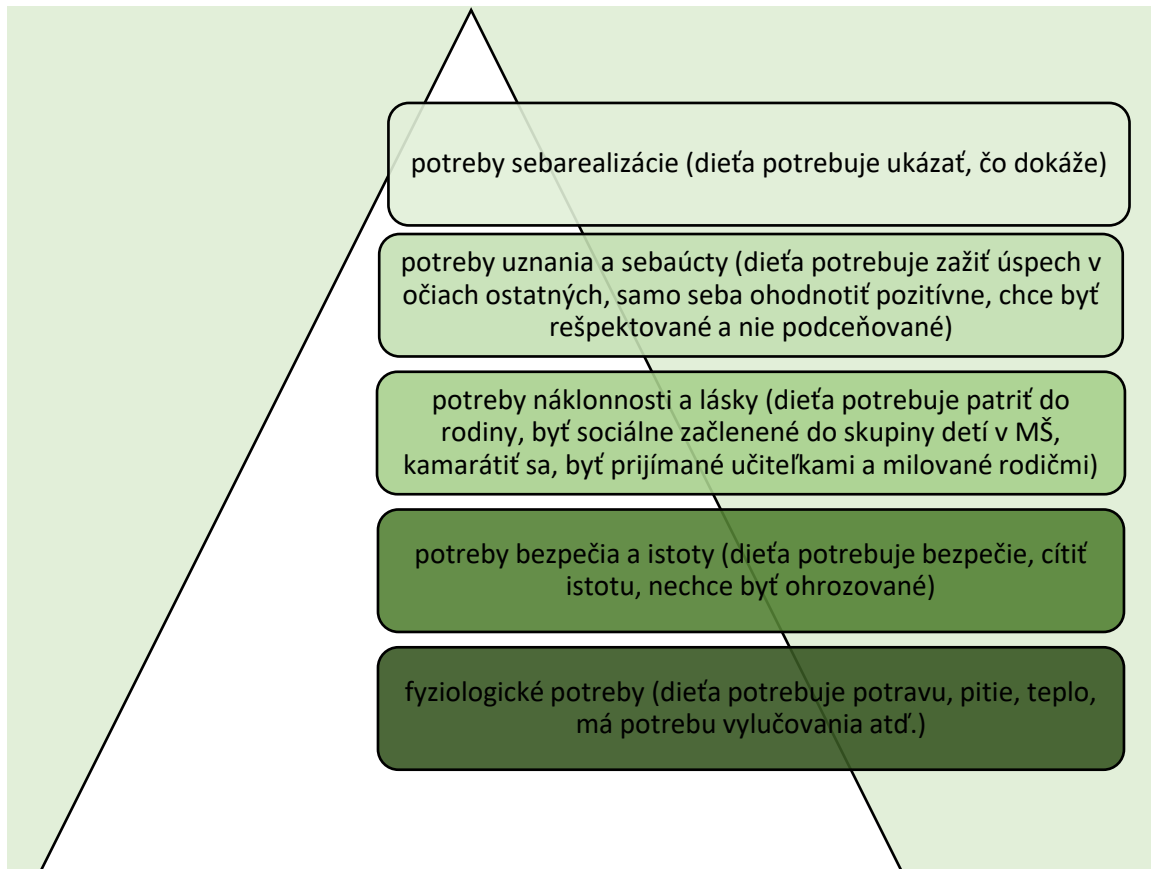 potreby sebarealizácie (dieťa potrebuje ukázať, čo dokáže)
potreby uznania a sebaúcty (dieťa potrebuje zažiť úspech v
očiach ostatných, samo seba ohodnotiť pozitívne, chce byť
rešpektované a nie podceňované)
potreby náklonnosti a lásky (dieťa potrebuje patriť do
rodiny, byť sociálne začlenené do skupiny detí v MŠ,
kamarátiť sa, byť prijímané učiteľkami a milované rodičmi)
potreby bezpečia a istoty (dieťa potrebuje bezpečie, cítiť
istotu, nechce byť ohrozované)
fyziologické potreby (dieťa potrebuje potravu, pitie, teplo,
má potrebu vylučovania atď.)